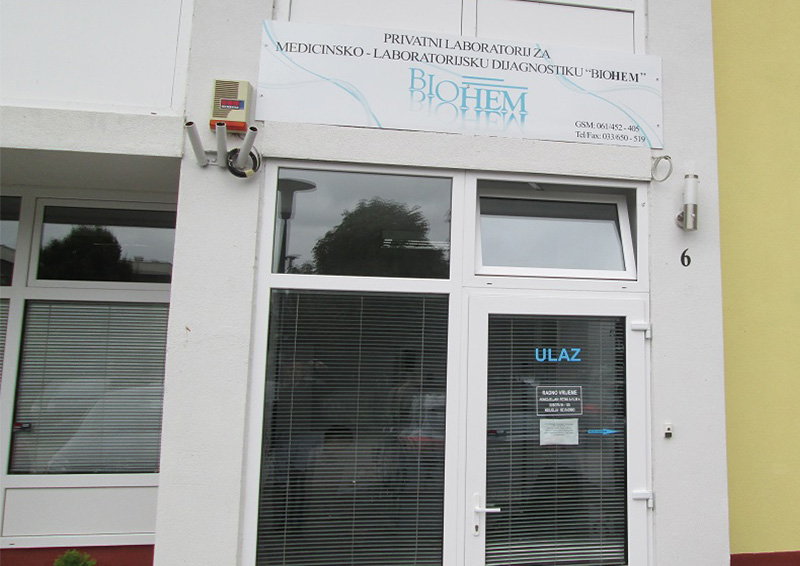 PRIVATNI LABORATORIJ ZA
MEDICINSKO - LABORATORIJSKU DIJAGNOSTIKU "BIOHEM"
BIOHEM
GSM: 061/452 - 405
Tel/Fax: 033/650 - 519
6
ULAZ
RADNO VRIJEME